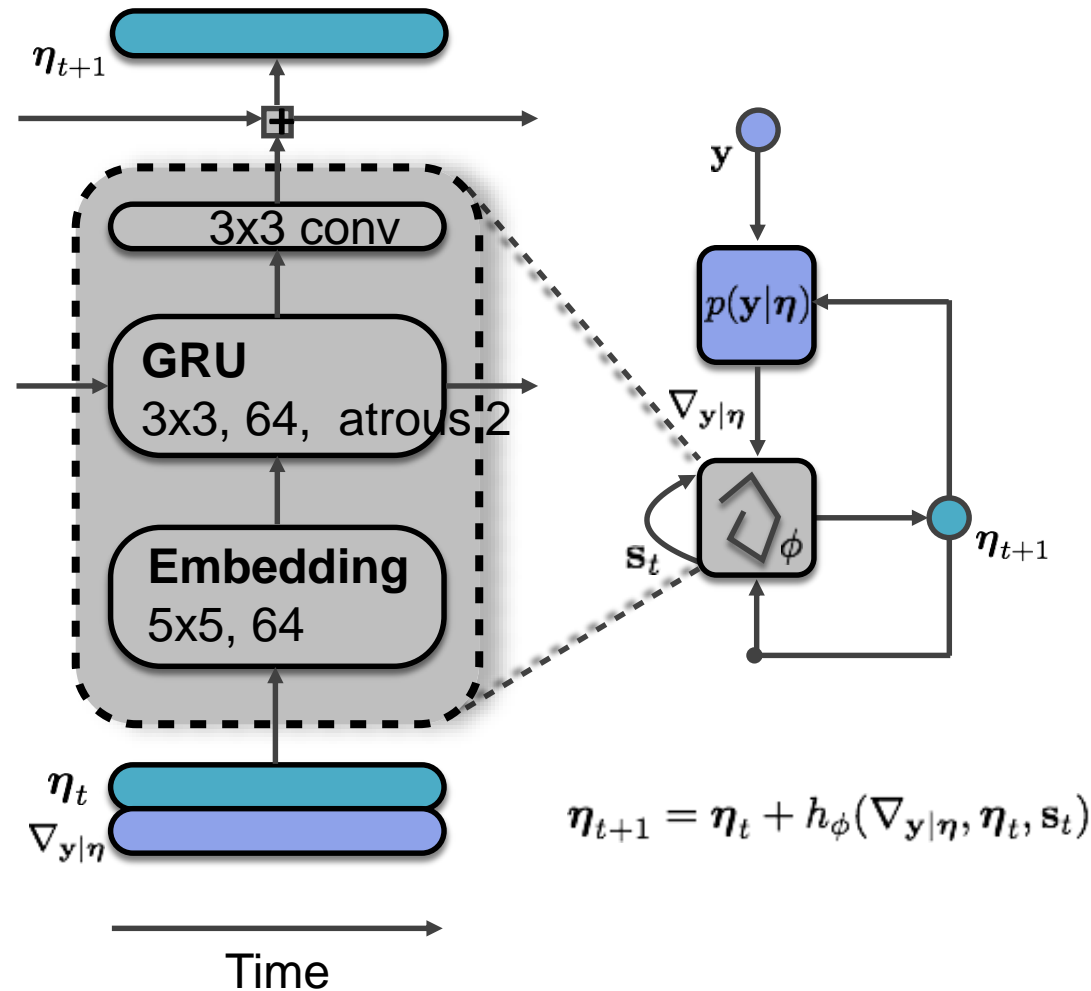 η_{t+1}
+
3x3 conv
GRU
3x3, 64, atrous 2
Embedding
5x5, 64
η_t
∇_{y|η}
Time
y
p(y|η)
∇_{y|η}
s_t
ϕ
η_{t+1}
η_{t+1} = η_t + h_ϕ(∇_{y|η}, η_t, s_t)